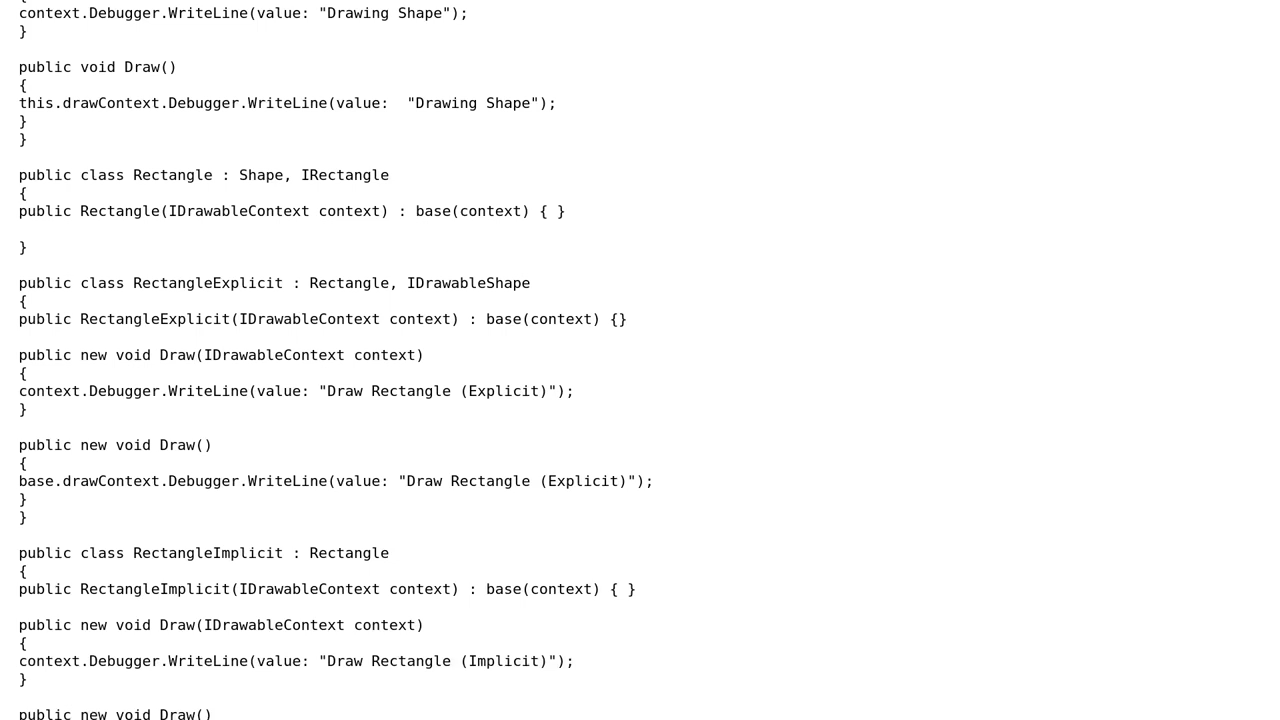 {
context.Debugger.WriteLine(value: "Drawing Shape");
}

public void Draw()
{
this.drawContext.Debugger.WriteLine(value:  "Drawing Shape");
}
}

public class Rectangle : Shape, IRectangle
{
public Rectangle(IDrawableContext context) : base(context) { }

}

public class RectangleExplicit : Rectangle, IDrawableShape
{
public RectangleExplicit(IDrawableContext context) : base(context) {}

public new void Draw(IDrawableContext context)
{
context.Debugger.WriteLine(value: "Draw Rectangle (Explicit)");
}

public new void Draw()
{
base.drawContext.Debugger.WriteLine(value: "Draw Rectangle (Explicit)");
}
}

public class RectangleImplicit : Rectangle
{
public RectangleImplicit(IDrawableContext context) : base(context) { }

public new void Draw(IDrawableContext context)
{
context.Debugger.WriteLine(value: "Draw Rectangle (Implicit)");
}

public new void Draw()